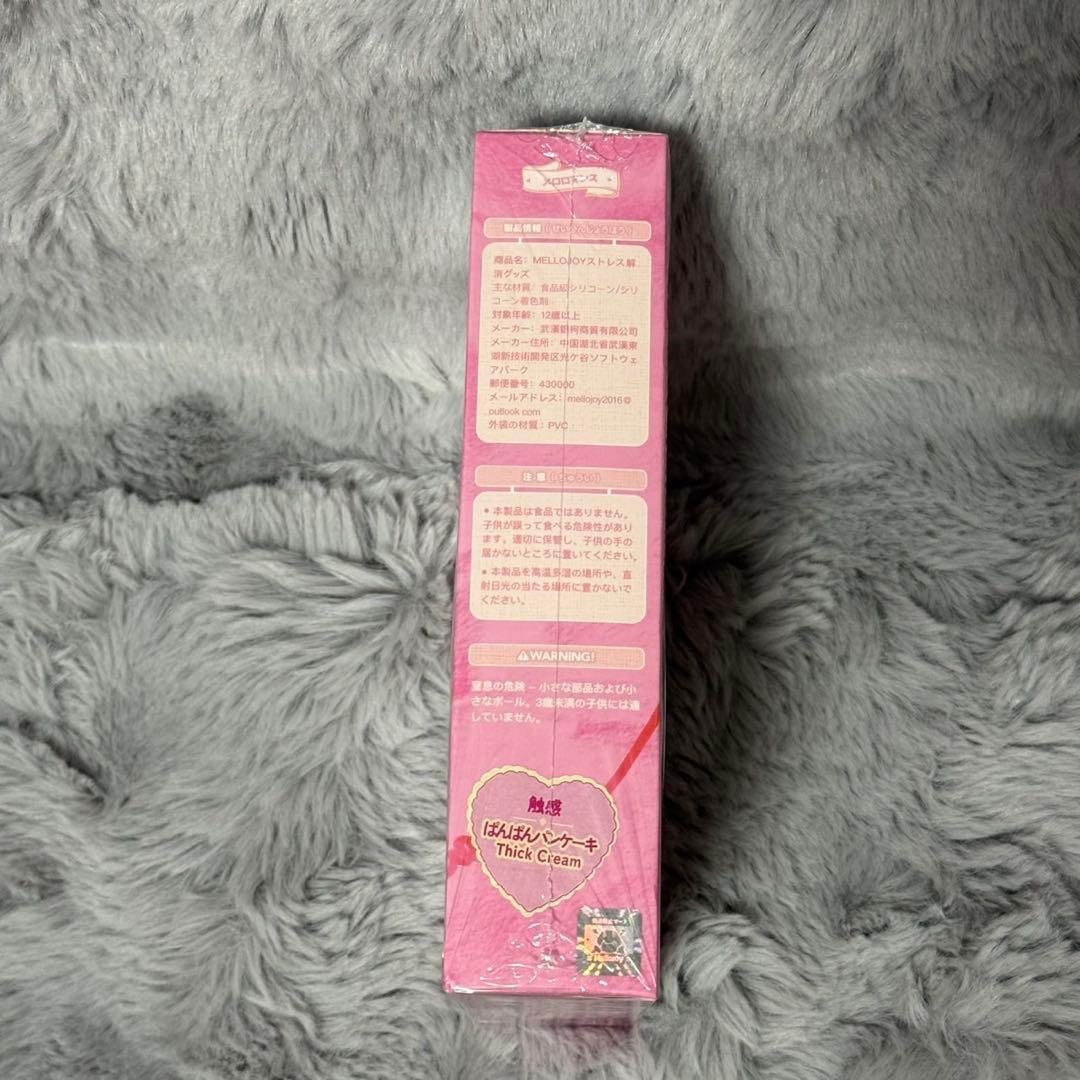 メロロマンス
製品情報（せいひんじょうほう）
商品名：MELLOJOYストレス解
消グッズ
主な材質：食品級シリコーン/シリ
コーン着色剤
対象年齢：12歳以上
メーカー：武漢銀柯商貿有限公司
メーカー住所：中国湖北省武漢東
湖新技術開発区光ケ谷ソフトウェ
アパーク
郵便番号：430000
メールアドレス：mellojoy2016@
outlook.com
外袋の材質：PVC
注意（ちゅうい）
• 本製品は食品ではありません。
子供が誤って食べる危険性があり
ます。適切に保管し、子供の手の
届かないところに置いてください。
• 本製品を高温多湿の場所や、直
射日光の当たる場所に置かないで
ください。
⚠WARNING!
窒息の危険 – 小さな部品および小
さなボール。3歳未満の子供には適
していません。
触感
ぱんぱんパンケーキ
Thick Cream
MelloJoy